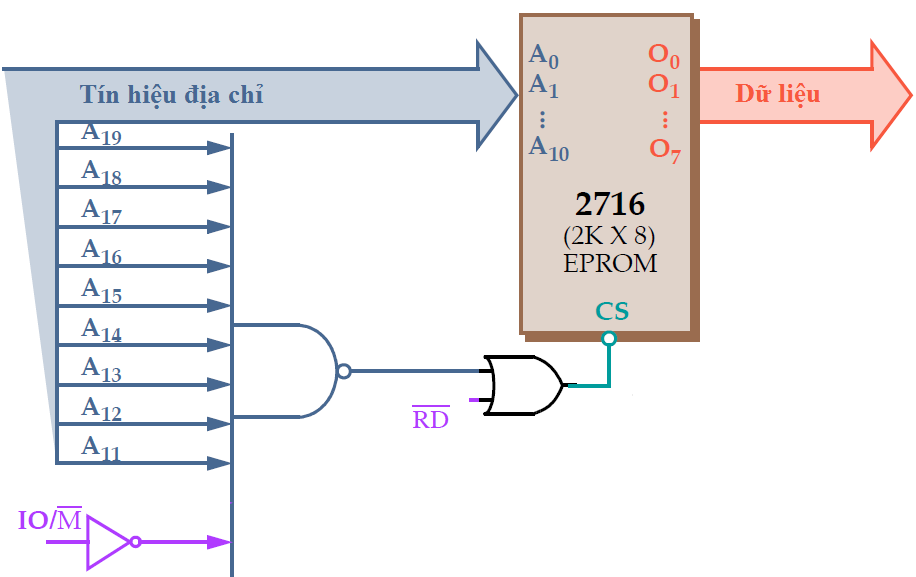 Tín hiệu địa chỉ
A0 O0
A1 O1
⋮ ⋮
A10 O7
Dữ liệu
2716
(2K X 8)
EPROM
CS
A19
A18
A17
A16
A15
A14
A13
A12
A11
R̅D̅
IO/M̅